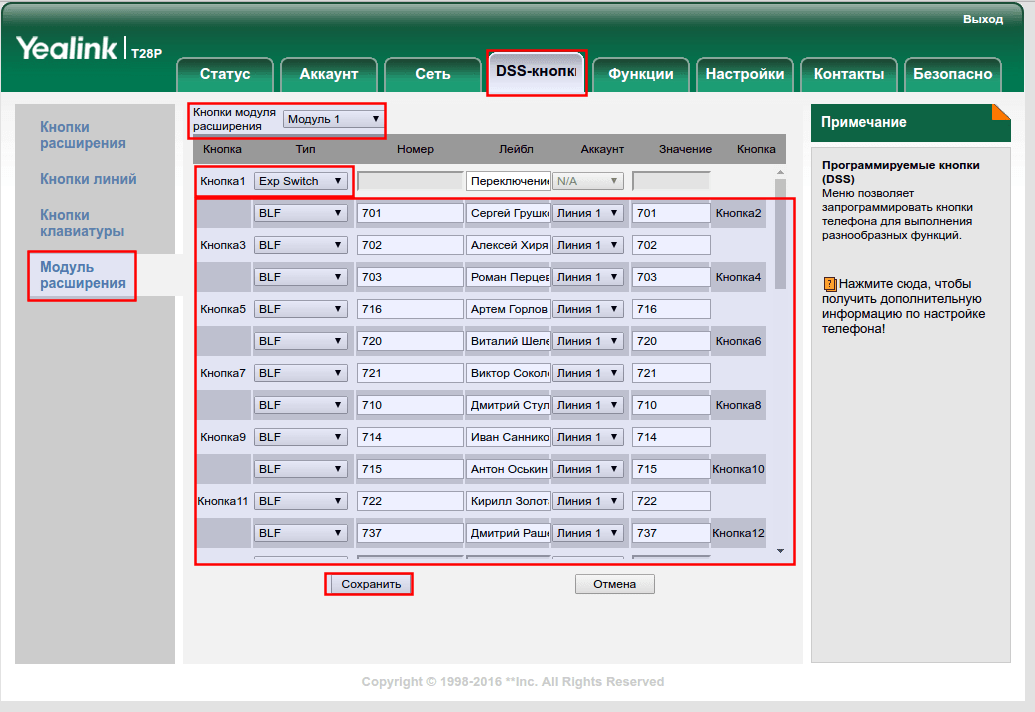 Выход
Yealink T28P
Статус Аккаунт Сеть DSS-кнопки Функции Настройки Контакты Безопасно
Кнопки
расширения
Кнопки линий
Кнопки
клавиатуры
Модуль
расширения
Кнопки модуля
расширения
Модуль 1
Кнопка Тип Номер Лейбл Аккаунт Значение Кнопка
Кнопка1 Exp Switch Переключение N/A
BLF 701 Сергей Грушк Линия 1 701 Кнопка2
Кнопка3 BLF 702 Алексей Хиря Линия 1 702
BLF 703 Роман Перцев Линия 1 703 Кнопка4
Кнопка5 BLF 716 Артем Горлов Линия 1 716
BLF 720 Виталий Шеле Линия 1 720 Кнопка6
Кнопка7 BLF 721 Виктор Соколо Линия 1 721
BLF 710 Дмитрий Стул Линия 1 710 Кнопка8
Кнопка9 BLF 714 Иван Саннико Линия 1 714
BLF 715 Антон Оськин Линия 1 715 Кнопка10
Кнопка11 BLF 722 Кирилл Золота Линия 1 722
BLF 737 Дмитрий Раше Линия 1 737 Кнопка12
Сохранить Отмена
Примечание
Программируемые кнопки
(DSS)
Меню позволяет
запрограммировать кнопки
телефона для выполнения
разнообразных функций.
Нажмите сюда, чтобы
получить дополнительную
информацию по настройке
телефона!
Copyright © 1998-2016 **Inc. All Rights Reserved